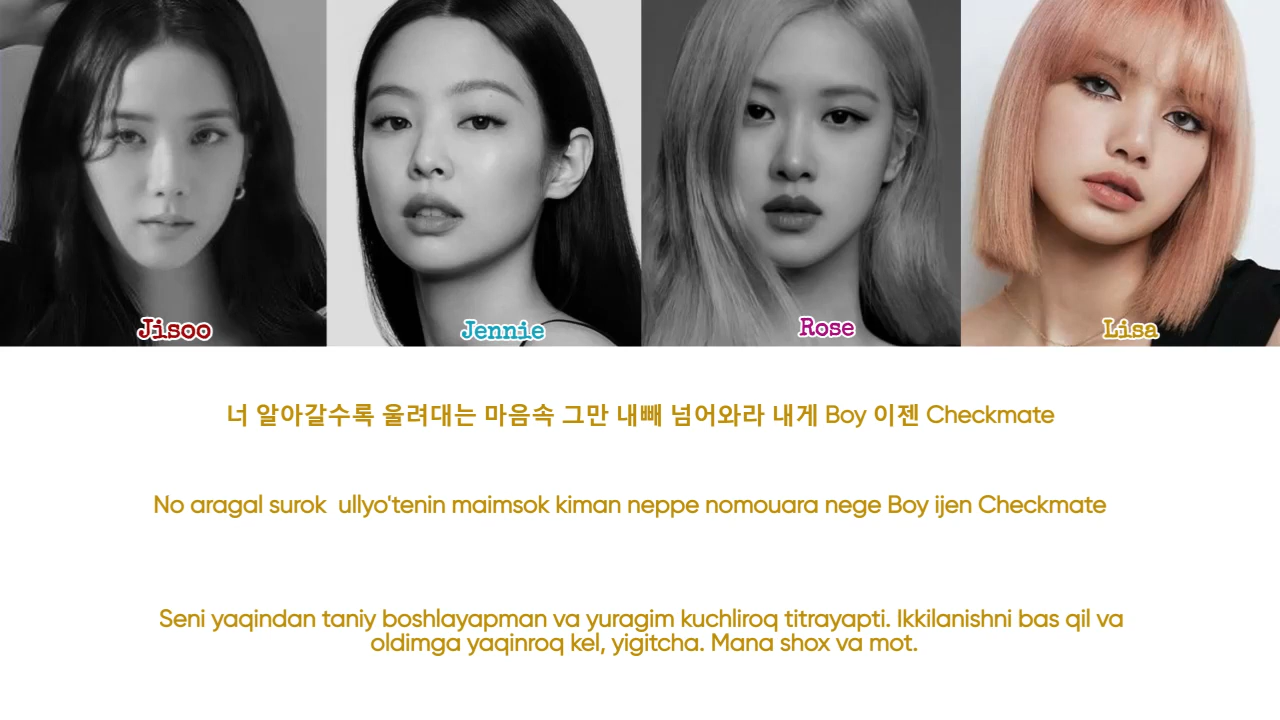 Jisoo
Jennie
Rose
Lisa
너 알아갈수록 울려대는 마음속 그만 내빼 넘어와라 내게 Boy 이젠 Checkmate
No aragal surok ullyo'tenin maimsok kiman neppe nomouara nege Boy ijen Checkmate
Seni yaqindan taniy boshlayapman va yuragim kuchliroq titrayapti. Ikkilanishni bas qil va
oldimga yaqinroq kel, yigitcha. Mana shox va mot.